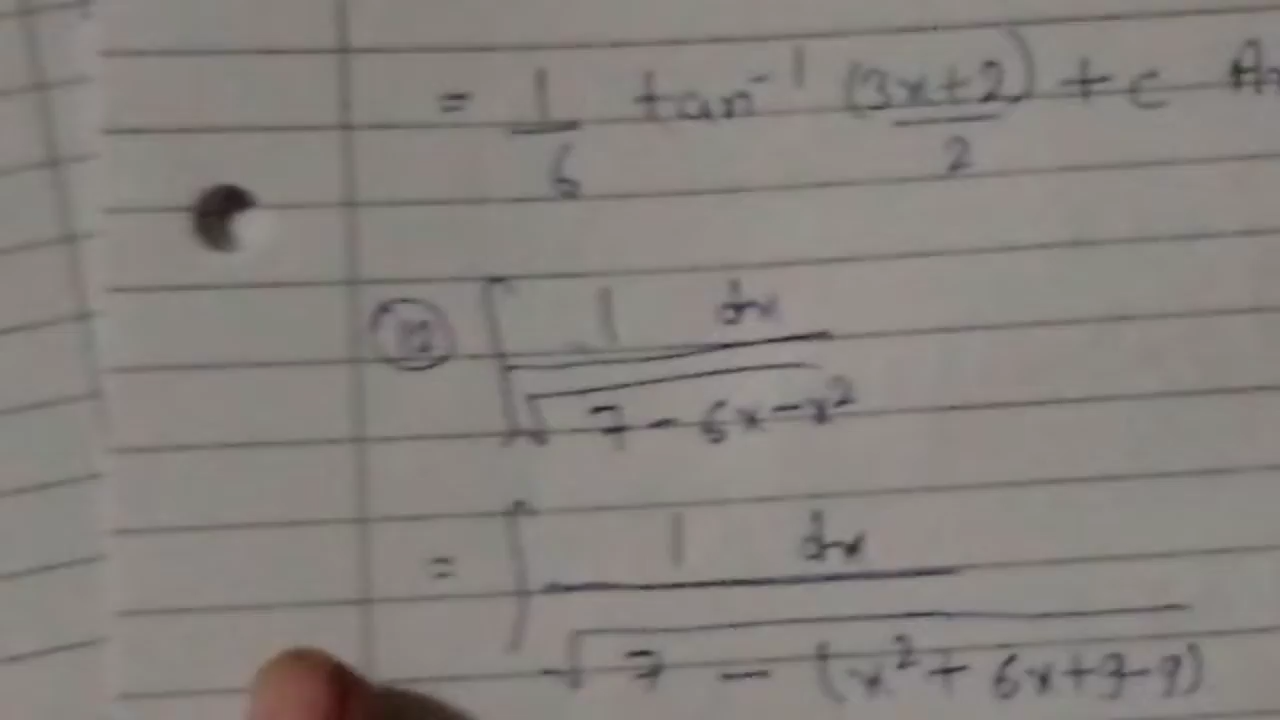 = 1/6 tan⁻¹ (3x+2)/2 + c
⑫ ∫ 1 dx / √(7 - 6x - x²)
= ∫ 1 dx / √(7 - (x² + 6x + 9 - 9))